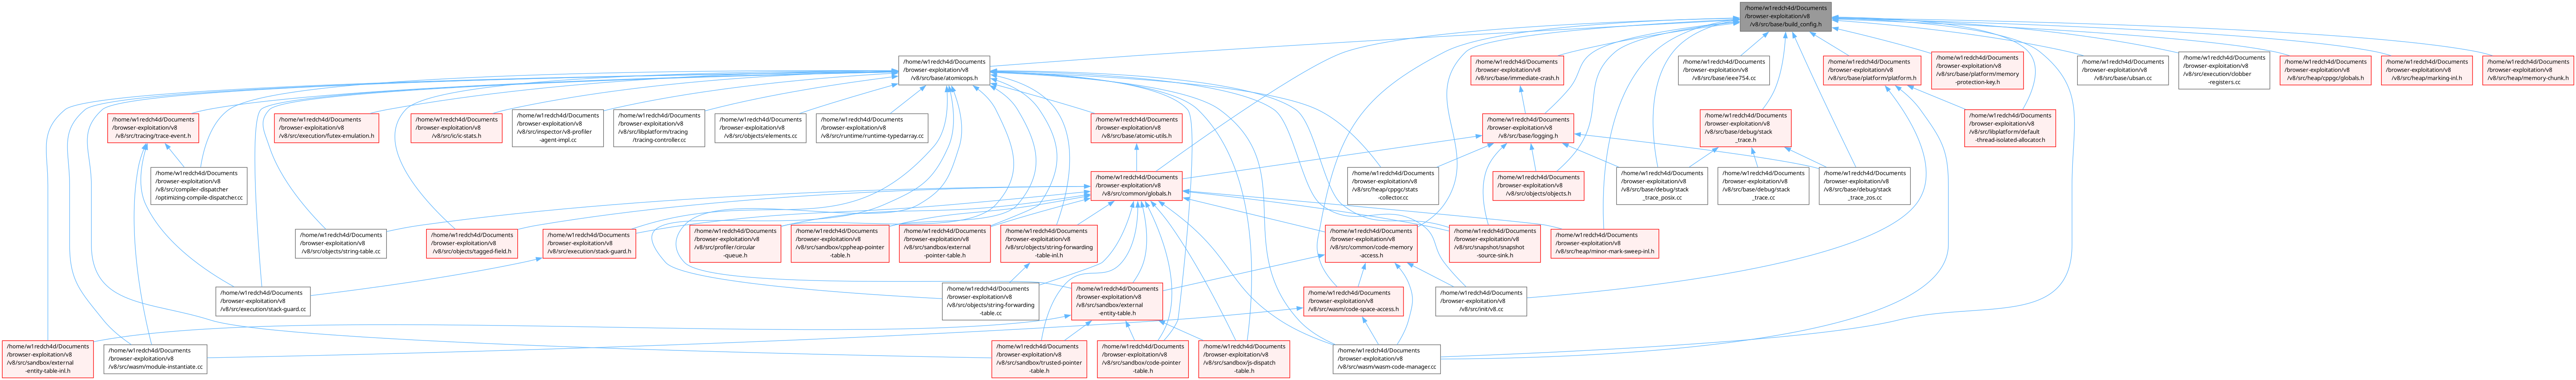 /home/w1redch4d/Documents
/browser-exploitation/v8
/v8/src/base/build_config.h
/home/w1redch4d/Documents
/browser-exploitation/v8
/v8/src/base/atomicops.h
/home/w1redch4d/Documents
/browser-exploitation/v8
/v8/src/base/immediate-crash.h
/home/w1redch4d/Documents
/browser-exploitation/v8
/v8/src/base/ieee754.cc
/home/w1redch4d/Documents
/browser-exploitation/v8
/v8/src/base/platform/platform.h
/home/w1redch4d/Documents
/browser-exploitation/v8
/v8/src/base/platform/memory
-protection-key.h
/home/w1redch4d/Documents
/browser-exploitation/v8
/v8/src/base/ubsan.cc
/home/w1redch4d/Documents
/browser-exploitation/v8
/v8/src/execution/clobber
-registers.cc
/home/w1redch4d/Documents
/browser-exploitation/v8
/v8/src/heap/cppgc/globals.h
/home/w1redch4d/Documents
/browser-exploitation/v8
/v8/src/heap/marking-inl.h
/home/w1redch4d/Documents
/browser-exploitation/v8
/v8/src/heap/memory-chunk.h
/home/w1redch4d/Documents
/browser-exploitation/v8
/v8/src/tracing/trace-event.h
/home/w1redch4d/Documents
/browser-exploitation/v8
/v8/src/execution/futex-emulation.h
/home/w1redch4d/Documents
/browser-exploitation/v8
/v8/src/ic/ic-stats.h
/home/w1redch4d/Documents
/browser-exploitation/v8
/v8/src/inspector/v8-profiler
-agent-impl.cc
/home/w1redch4d/Documents
/browser-exploitation/v8
/v8/src/libplatform/tracing
/tracing-controller.cc
/home/w1redch4d/Documents
/browser-exploitation/v8
/v8/src/objects/elements.cc
/home/w1redch4d/Documents
/browser-exploitation/v8
/v8/src/runtime/runtime-typedarray.cc
/home/w1redch4d/Documents
/browser-exploitation/v8
/v8/src/base/atomic-utils.h
/home/w1redch4d/Documents
/browser-exploitation/v8
/v8/src/base/logging.h
/home/w1redch4d/Documents
/browser-exploitation/v8
/v8/src/base/debug/stack
_trace.h
/home/w1redch4d/Documents
/browser-exploitation/v8
/v8/src/libplatform/default
-thread-isolated-allocator.h
/home/w1redch4d/Documents
/browser-exploitation
/v8/src/compiler-dispatcher
/optimizing-compile-dispatcher.cc
/home/w1redch4d/Documents
/browser-exploitation/v8
/v8/src/common/globals.h
/home/w1redch4d/Documents
/browser-exploitation/v8
/v8/src/heap/cppgc/stats
-collector.cc
/home/w1redch4d/Documents
/browser-exploitation/v8
/v8/src/objects/objects.h
/home/w1redch4d/Documents
/browser-exploitation/v8
/v8/src/base/debug/stack
_trace_posix.cc
/home/w1redch4d/Documents
/browser-exploitation/v8
/v8/src/base/debug/stack
_trace.cc
/home/w1redch4d/Documents
/browser-exploitation/v8
/v8/src/base/debug/stack
_trace_zos.cc
/home/w1redch4d/Documents
/browser-exploitation/v8
/v8/src/objects/string-table.cc
/home/w1redch4d/Documents
/browser-exploitation/v8
/v8/src/objects/tagged-field.h
/home/w1redch4d/Documents
/browser-exploitation/v8
/v8/src/execution/stack-guard.h
/home/w1redch4d/Documents
/browser-exploitation/v8
/v8/src/profiler/circular
-queue.h
/home/w1redch4d/Documents
/browser-exploitation/v8
/v8/src/sandbox/cppheap-pointer
-table.h
/home/w1redch4d/Documents
/browser-exploitation/v8
/v8/src/sandbox/external
-pointer-table.h
/home/w1redch4d/Documents
/browser-exploitation/v8
/v8/src/objects/string-forwarding
-table-inl.h
/home/w1redch4d/Documents
/browser-exploitation/v8
/v8/src/common/code-memory
-access.h
/home/w1redch4d/Documents
/browser-exploitation/v8
/v8/src/snapshot/snapshot
-source-sink.h
/home/w1redch4d/Documents
/browser-exploitation/v8
/v8/src/heap/minor-mark-sweep-inl.h
/home/w1redch4d/Documents
/browser-exploitation/v8
/v8/src/execution/stack-guard.cc
/home/w1redch4d/Documents
/browser-exploitation/v8
/v8/src/objects/string-forwarding
-table.cc
/home/w1redch4d/Documents
/browser-exploitation/v8
/v8/src/sandbox/external
-entity-table.h
/home/w1redch4d/Documents
/browser-exploitation/v8
/v8/src/wasm/code-space-access.h
/home/w1redch4d/Documents
/browser-exploitation/v8
/v8/src/init/v8.cc
/home/w1redch4d/Documents
/browser-exploitation/v8
/v8/src/sandbox/external
-entity-table-inl.h
/home/w1redch4d/Documents
/browser-exploitation/v8
/v8/src/wasm/module-instantiate.cc
/home/w1redch4d/Documents
/browser-exploitation/v8
/v8/src/sandbox/trusted-pointer
-table.h
/home/w1redch4d/Documents
/browser-exploitation/v8
/v8/src/sandbox/code-pointer
-table.h
/home/w1redch4d/Documents
/browser-exploitation/v8
/v8/src/sandbox/js-dispatch
-table.h
/home/w1redch4d/Documents
/browser-exploitation/v8
/v8/src/wasm/wasm-code-manager.cc